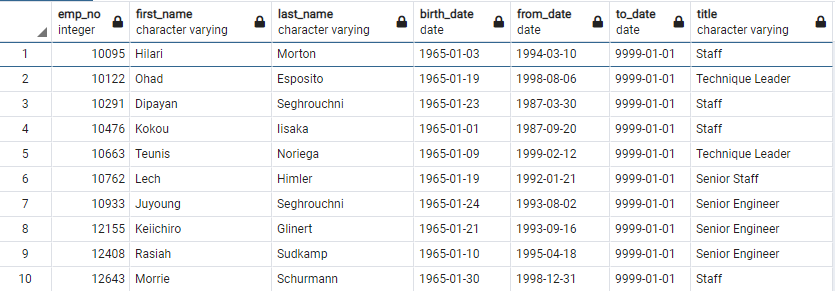 emp_no first_name last_name birth_date from_date to_date title
integer character varying character varying date date date character varying
1 10095 Hilari Morton 1965-01-03 1994-03-10 9999-01-01 Staff
2 10122 Ohad Esposito 1965-01-19 1998-08-06 9999-01-01 Technique Leader
3 10291 Dipayan Seghrouchni 1965-01-23 1987-03-30 9999-01-01 Staff
4 10476 Kokou Iisaka 1965-01-01 1987-09-20 9999-01-01 Staff
5 10663 Teunis Noriega 1965-01-09 1999-02-12 9999-01-01 Technique Leader
6 10762 Lech Himler 1965-01-19 1992-01-21 9999-01-01 Senior Staff
7 10933 Juyoung Seghrouchni 1965-01-24 1993-08-02 9999-01-01 Senior Engineer
8 12155 Keiichiro Glinert 1965-01-21 1993-09-16 9999-01-01 Senior Engineer
9 12408 Rasiah Sudkamp 1965-01-10 1995-04-18 9999-01-01 Senior Engineer
10 12643 Morrie Schurmann 1965-01-30 1998-12-31 9999-01-01 Staff